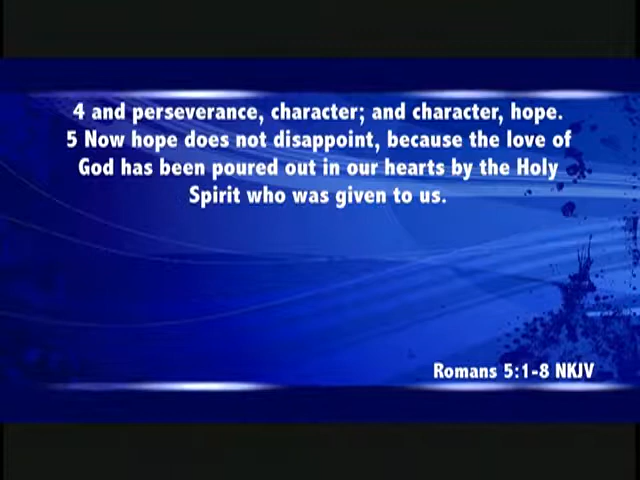 4 and perseverance, character; and character, hope.
5 Now hope does not disappoint, because the love of
God has been poured out in our hearts by the Holy
Spirit who was given to us.
Romans 5:1-8 NKJV